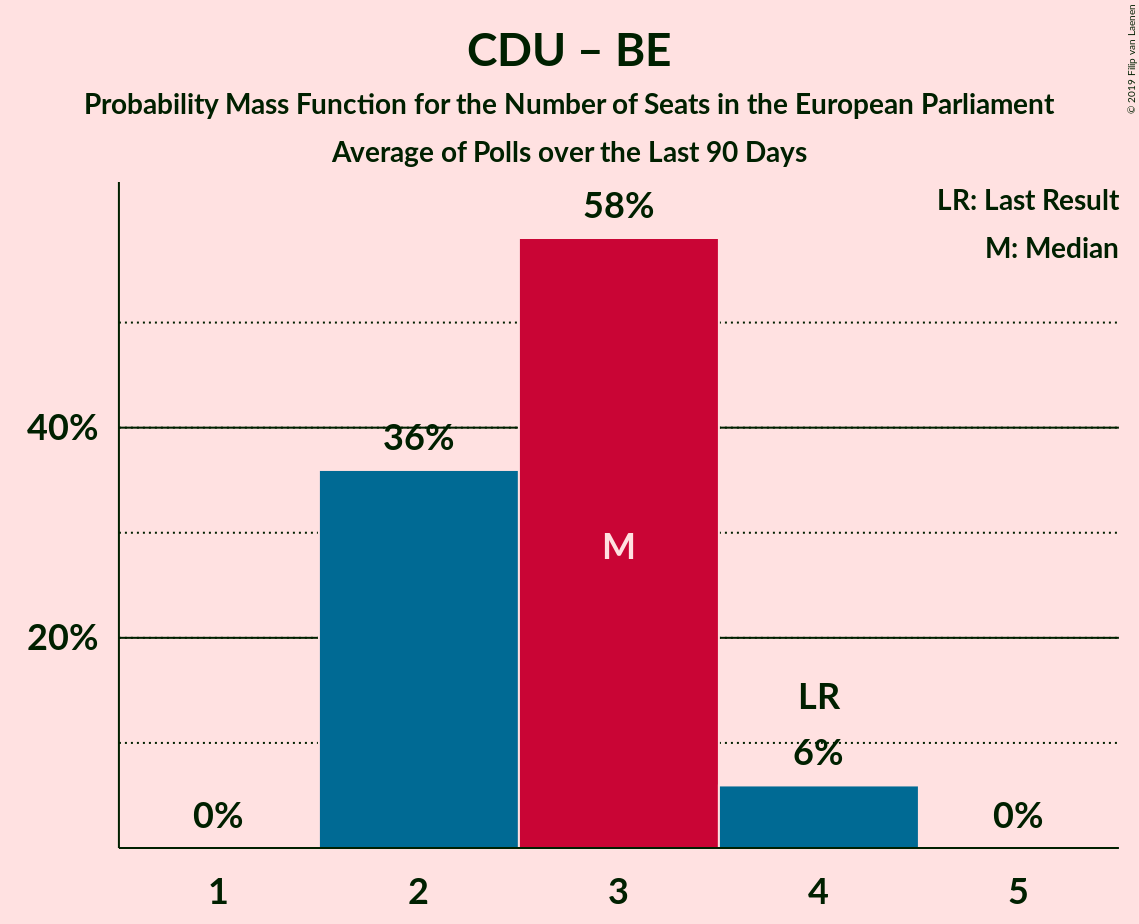 CDU – BE
Probability Mass Function for the Number of Seats in the European Parliament
Average of Polls over the Last 90 Days
© 2019 Filip van Laenen
LR: Last Result
M: Median
58%
40%
36%
M
20%
LR
6%
0%
0%
1 2 3 4 5